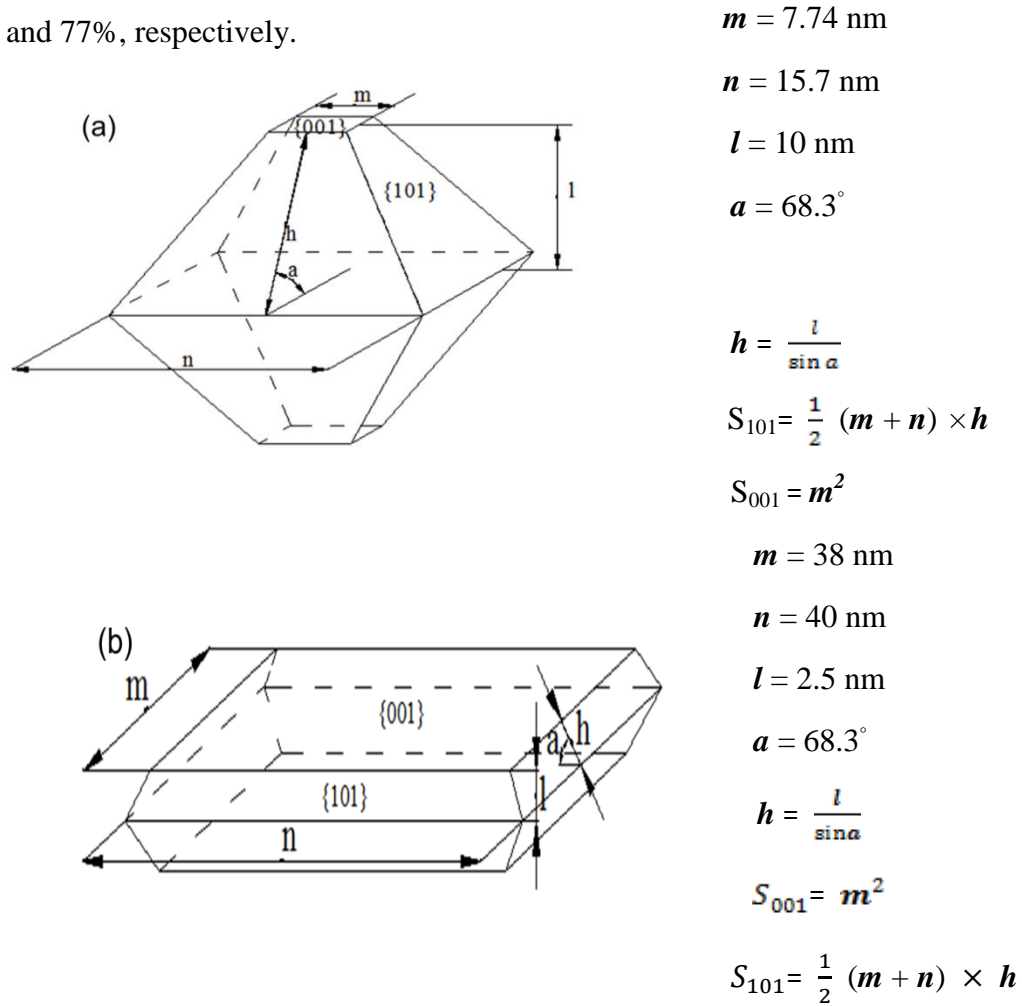 and 77%, respectively.
(a)
m
{001}
{101}
l
h
a
n
m = 7.74 nm
n = 15.7 nm
l = 10 nm
a = 68.3°
h = l / sin a
S₁₀₁= 1/2 (m + n) × h
S₀₀₁ = m²
(b)
m
{001}
a
h
{101}
l
n
m = 38 nm
n = 40 nm
l = 2.5 nm
a = 68.3°
h = l / sin a
S₀₀₁= m²
S₁₀₁= 1/2 (m + n) × h